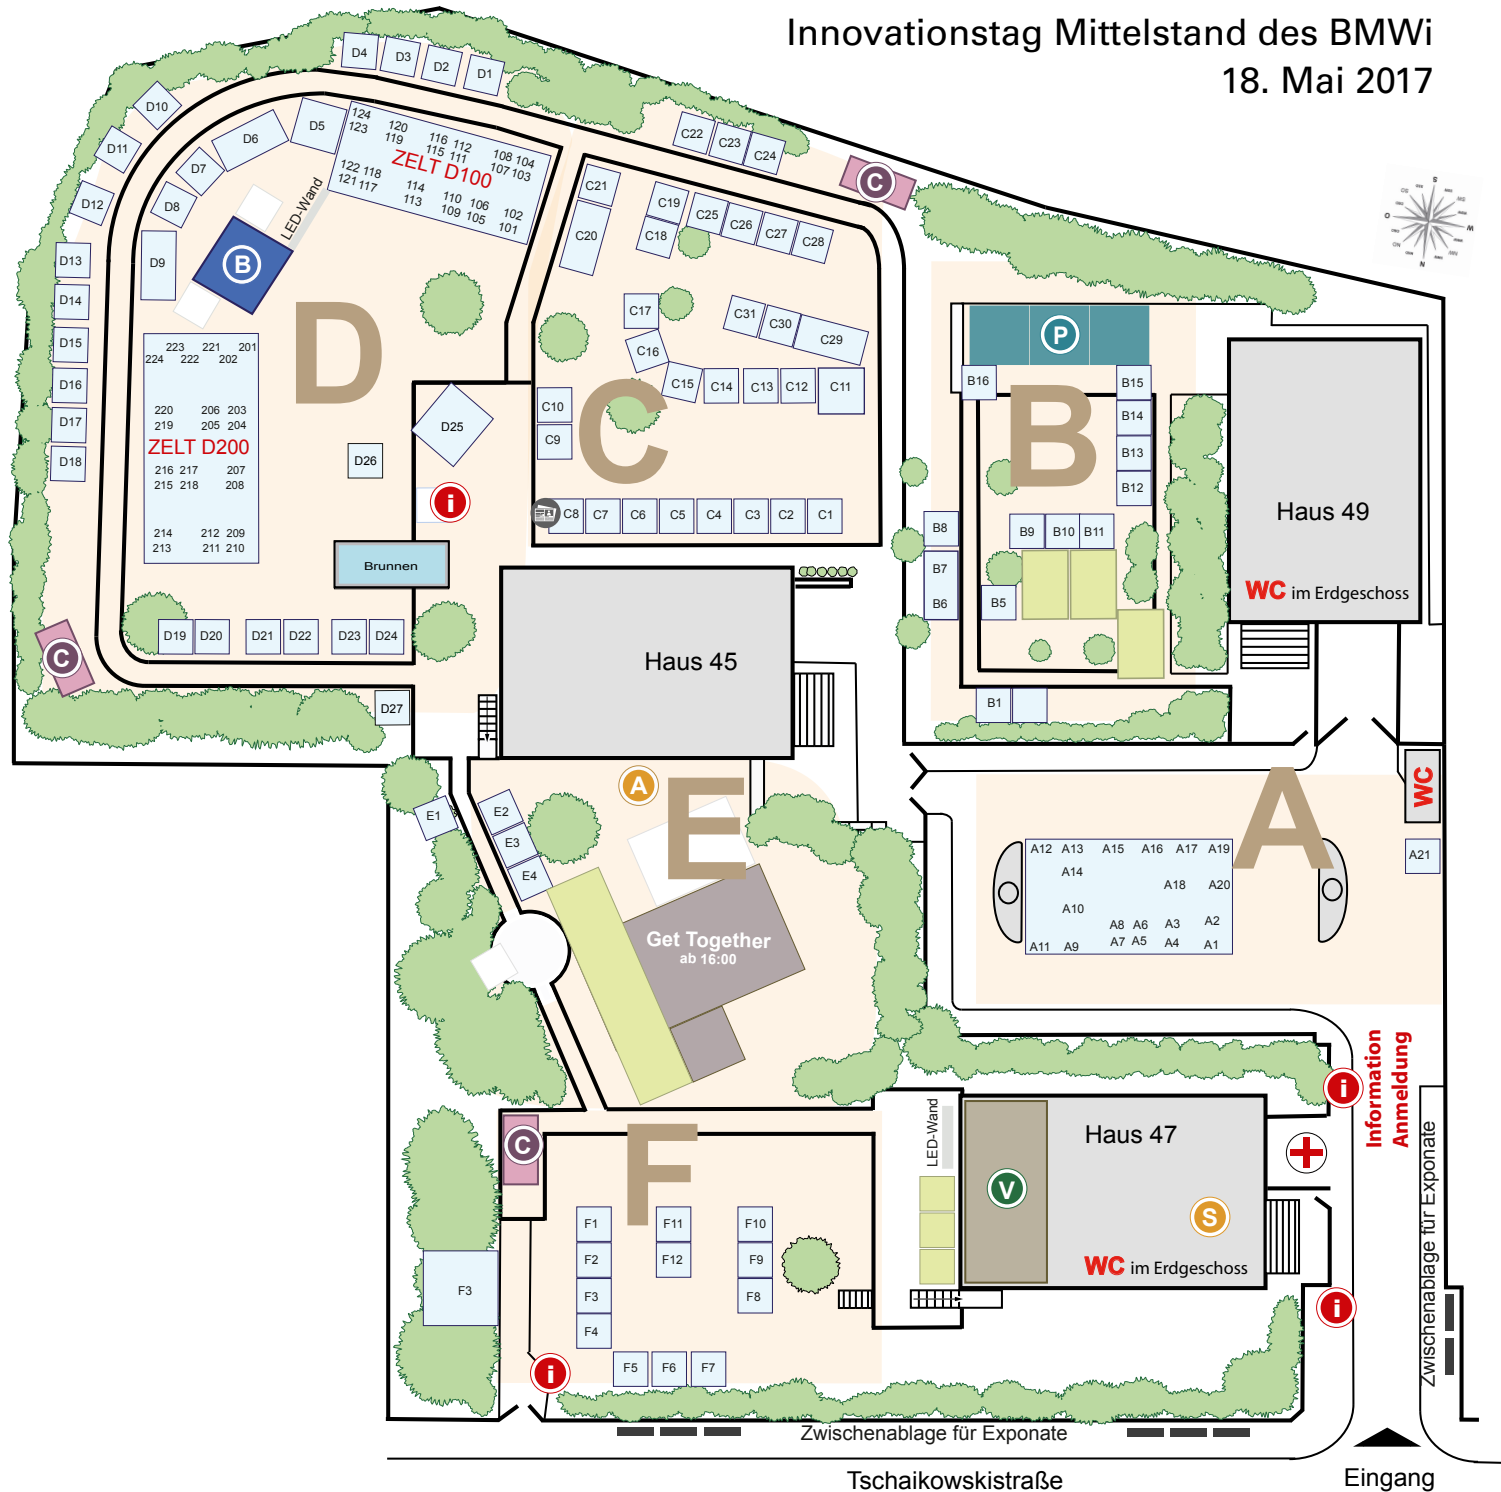 Innovationstag Mittelstand des BMWi
18. Mai 2017
D4 D3 D2 D1
D10 D11 D12 D13 D14 D15 D16 D17 D18
D5 D6 D7 D8 D9
LED-Wand
B
124 120 116 112 108 104
123 119 115 111 107 103
ZELT D100
122 118 114 110 106 102
121 117 113 109 105 101
C22 C23 C24
C
C21 C20 C19 C18 C25 C26 C27 C28
C17 C16 C31 C30 C29
C15 C14 C13 C12 C11
C10 C9
C
C8 C7 C6 C5 C4 C3 C2 C1
D
223 221 201
224 222 202
220 206 203
219 205 204
ZELT D200
216 217 207
215 218 208
214 212 209
213 211 210
D25
D26
i
Brunnen
D19 D20 D21 D22 D23 D24
C
D27
P
B16 B15
B
B14
B13
B12
B8 B9 B10 B11
B7
B6 B5
B1
Haus 49
WC im Erdgeschoss
Haus 45
A
E
E1 E2
E3
E4
Get Together
ab 16:00
A
WC
A21
A12 A13 A15 A16 A17 A19
A14
A18 A20
A10
A8 A6 A3 A2
A11 A9 A7 A5 A4 A1
Information
Anmeldung
i
Zwischenablage für Exponate
C
F
LED-Wand
Haus 47
V
S
WC im Erdgeschoss
i
F1 F11 F10
F2 F12 F9
F3 F3 F8
F4
F5 F6 F7
i
Zwischenablage für Exponate
Tschaikowskistraße
Eingang